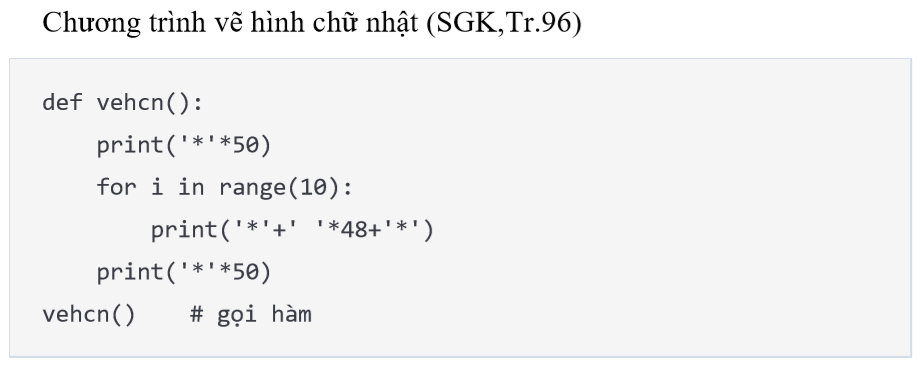 Chương trình vẽ hình chữ nhật (SGK,Tr.96)
def vehcn():
    print('*'*50)
    for i in range(10):
        print('*'+' '*48+'*')
    print('*'*50)
vehcn()    # gọi hàm